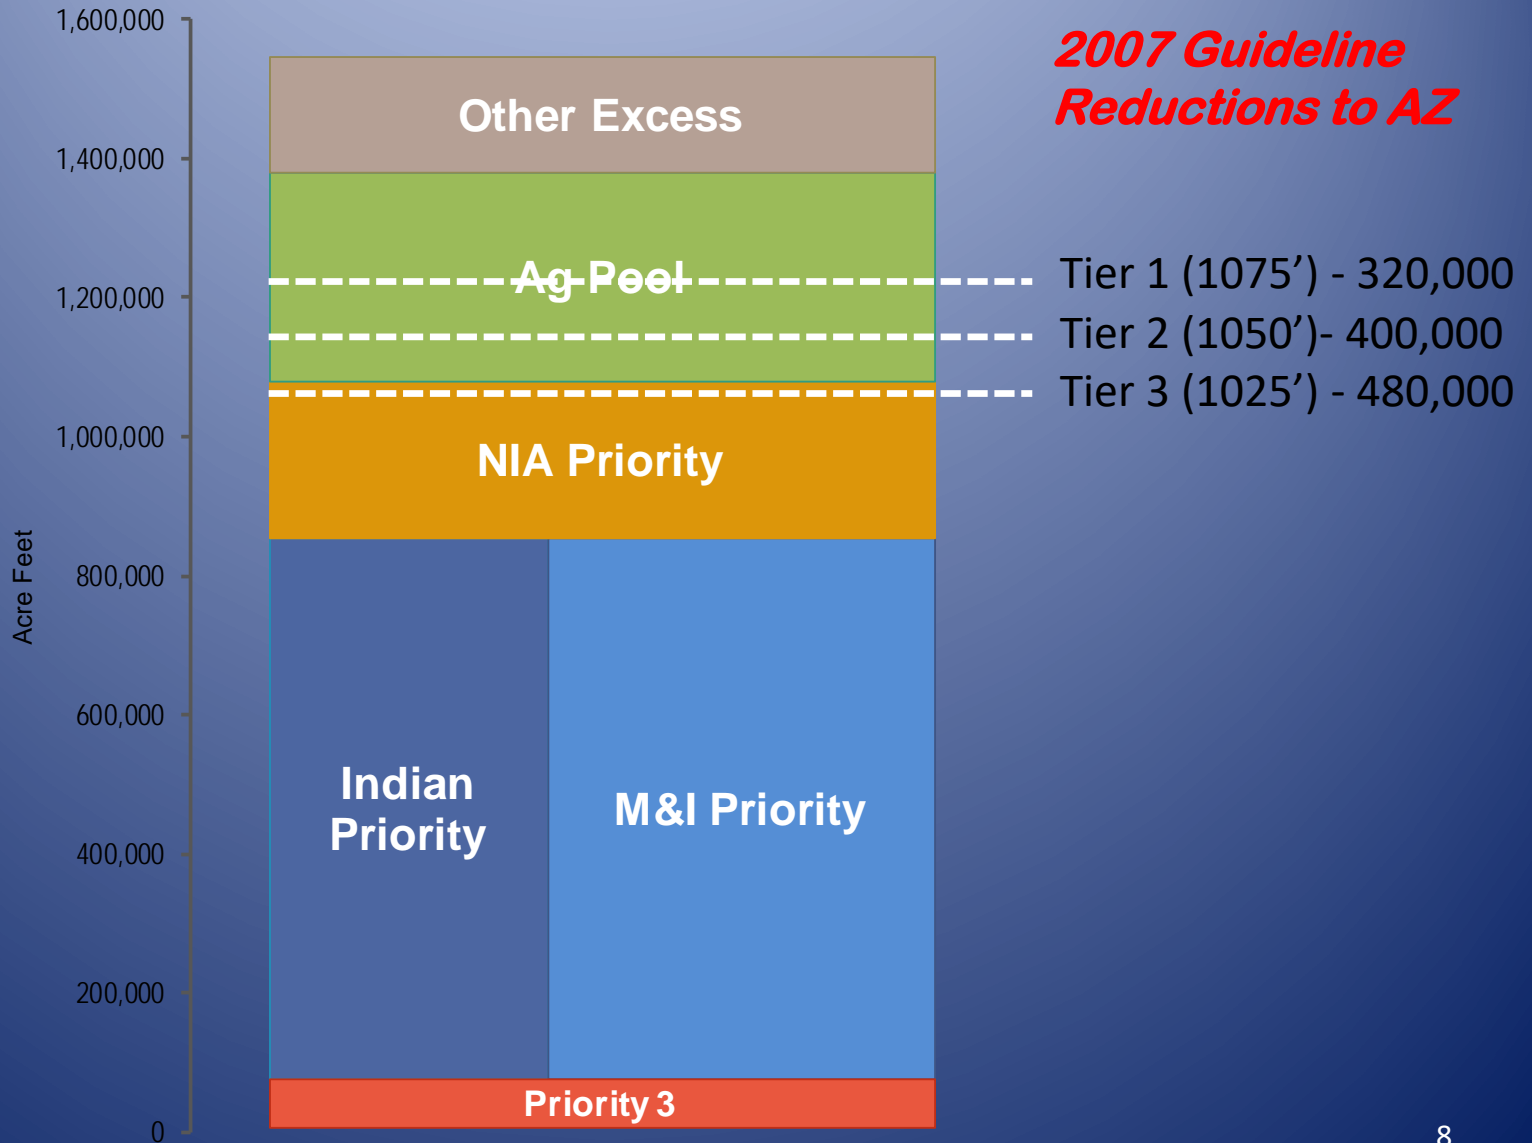 2007 Guideline
Reductions to AZ
1,600,000
1,400,000
1,200,000
1,000,000
800,000
600,000
400,000
200,000
0
Acre Feet
Other Excess
Ag Pool
NIA Priority
Indian
Priority
M&I Priority
Priority 3
Tier 1 (1075’) - 320,000
Tier 2 (1050’)- 400,000
Tier 3 (1025’) - 480,000
8